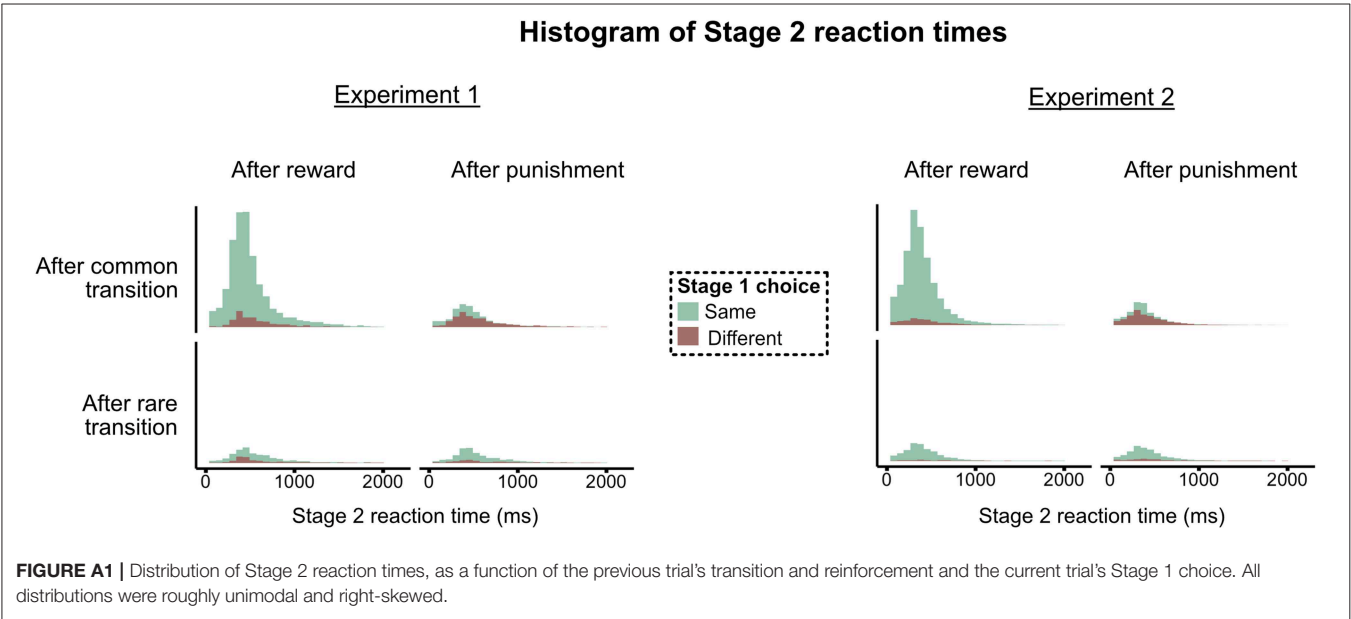 Histogram of Stage 2 reaction times
Experiment 1
Experiment 2
After reward
After punishment
After reward
After punishment
After common
transition
Stage 1 choice
Same
Different
After rare
transition
0 1000 2000 0 1000 2000
0 1000 2000 0 1000 2000
Stage 2 reaction time (ms)
Stage 2 reaction time (ms)
FIGURE A1 | Distribution of Stage 2 reaction times, as a function of the previous trial's transition and reinforcement and the current trial's Stage 1 choice. All
distributions were roughly unimodal and right-skewed.